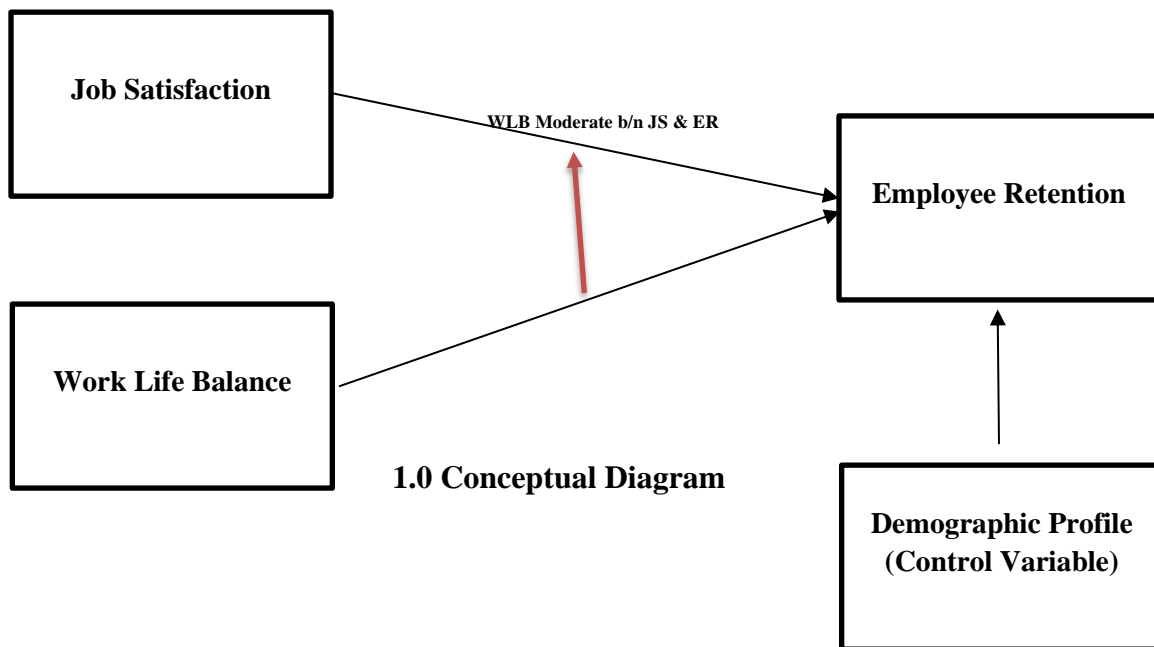 Job Satisfaction
WLB Moderate b/n JS & ER
Employee Retention
Work Life Balance
1.0 Conceptual Diagram
Demographic Profile
(Control Variable)